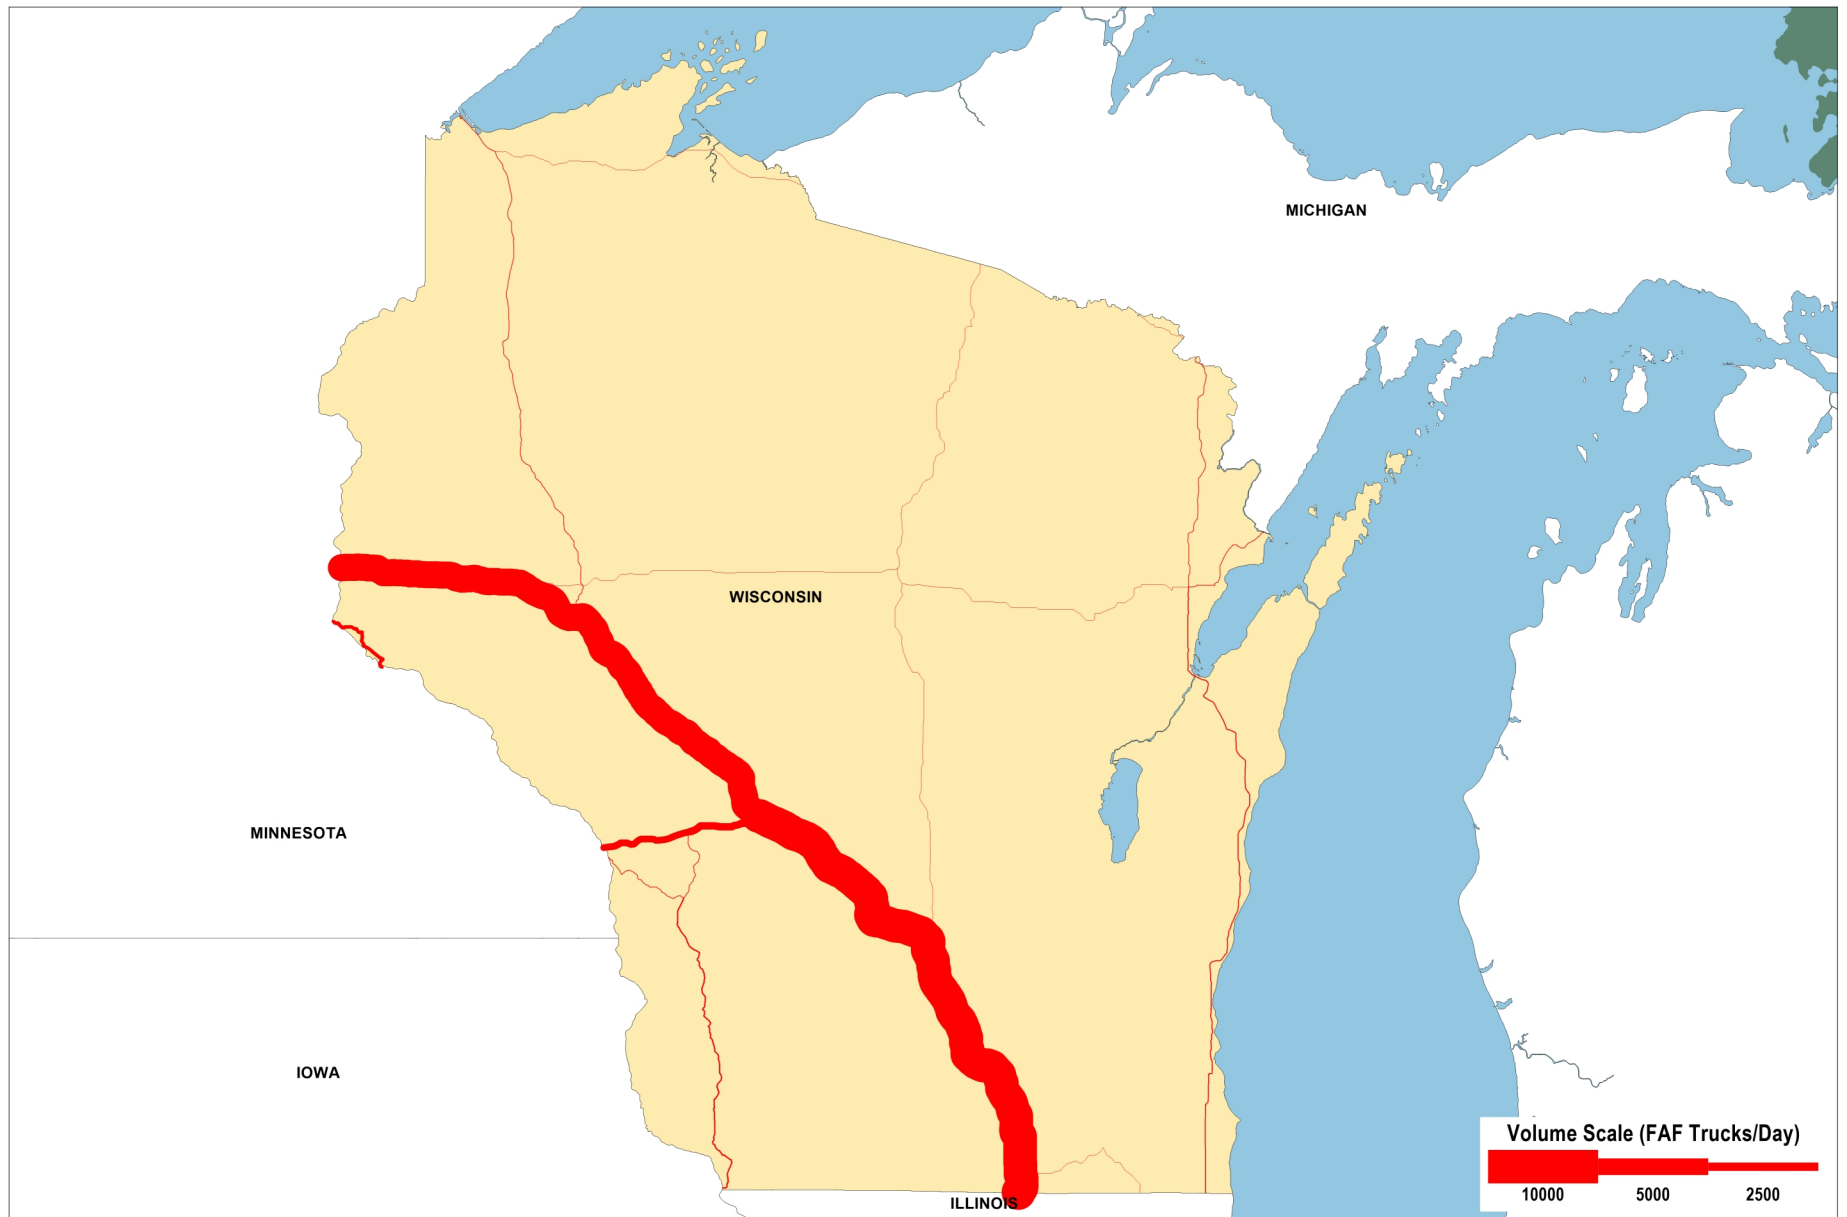 MICHIGAN
WISCONSIN
MINNESOTA
IOWA
ILLINOIS
Volume Scale (FAF Trucks/Day)
10000 5000 2500